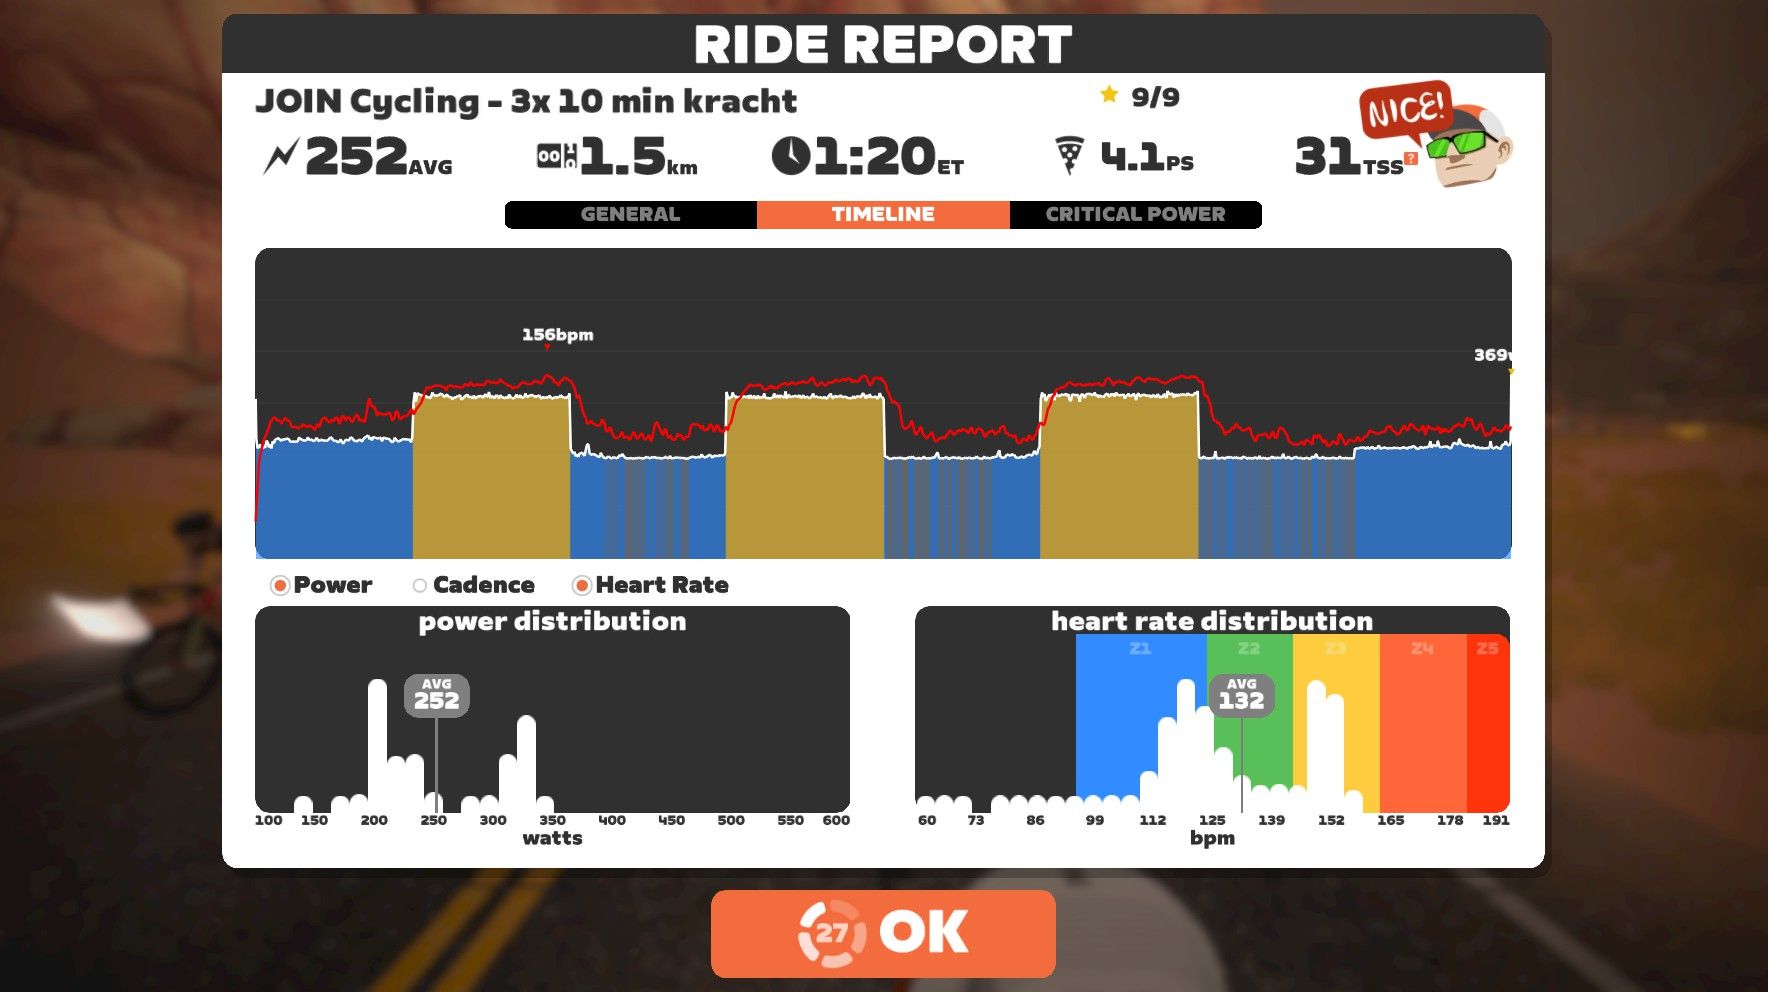 RIDE REPORT
JOIN Cycling - 3x 10 min kracht
9/9
NICE!
252AVG
1.5km
1:20ET
4.1PS
31TSS?
GENERAL
TIMELINE
CRITICAL POWER
156bpm
369w
Power
Cadence
Heart Rate
power distribution
AVG
252
100 150 200 250 300 350 400 450 500 550 600
watts
heart rate distribution
Z1 Z2 Z3 Z4 Z5
AVG
132
60 73 86 99 112 125 139 152 165 178 191
bpm
27 OK